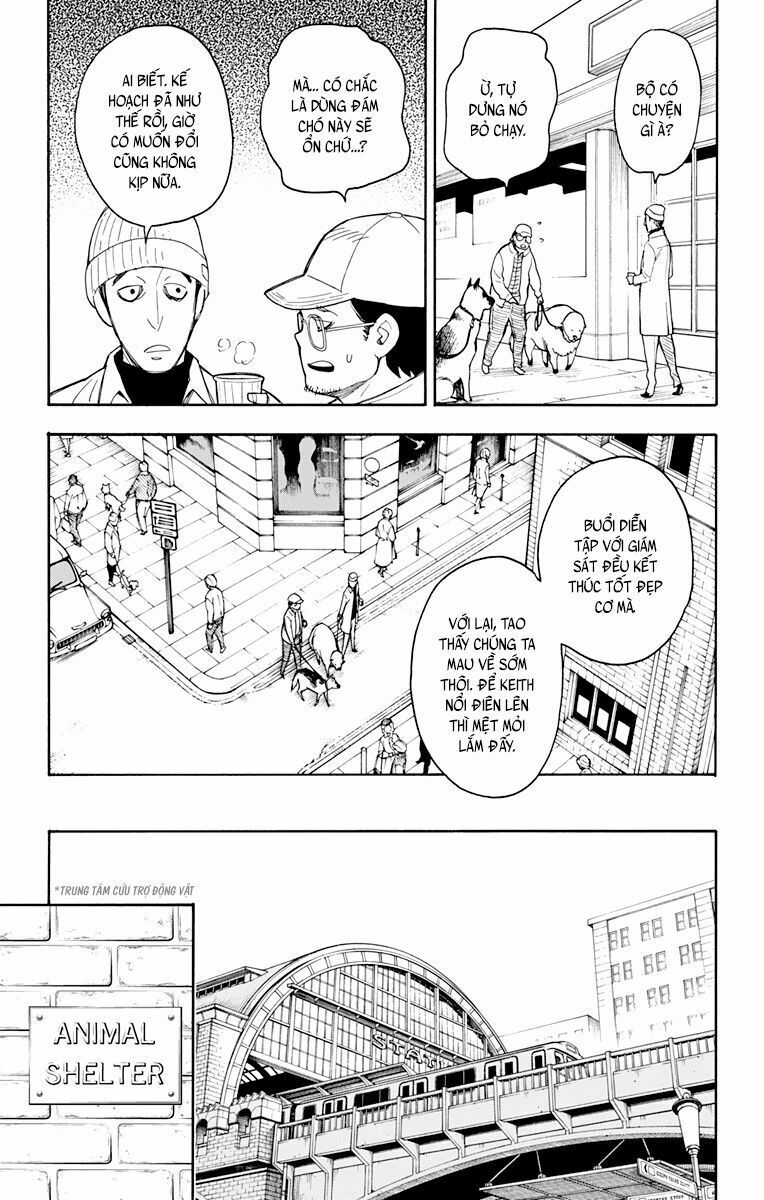 BỘ CÓ
CHUYỆN
GÌ À?
Ừ, TỰ
DƯNG NÓ
BỎ CHẠY.
MÀ... CÓ CHẮC
LÀ DÙNG ĐÁM
CHÓ NÀY SẼ
ỔN CHỨ...?
AI BIẾT. KẾ
HOẠCH ĐÃ NHƯ
THẾ RỒI, GIỜ
CÓ MUỐN ĐỔI
CŨNG KHÔNG
KỊP NỮA.
BUỔI DIỄN
TẬP VỚI GIÁM
SÁT ĐỀU KẾT
THÚC TỐT ĐẸP
CƠ MÀ.
VỚI LẠI, TAO
THẤY CHÚNG TA
MAU VỀ SỚM
THÔI. ĐỂ KEITH
NỔI ĐIÊN LÊN
THÌ MỆT MỎI
LẮM ĐẤY.
*TRUNG TÂM CỨU TRỢ ĐỘNG VẬT
ANIMAL
SHELTER
STATI